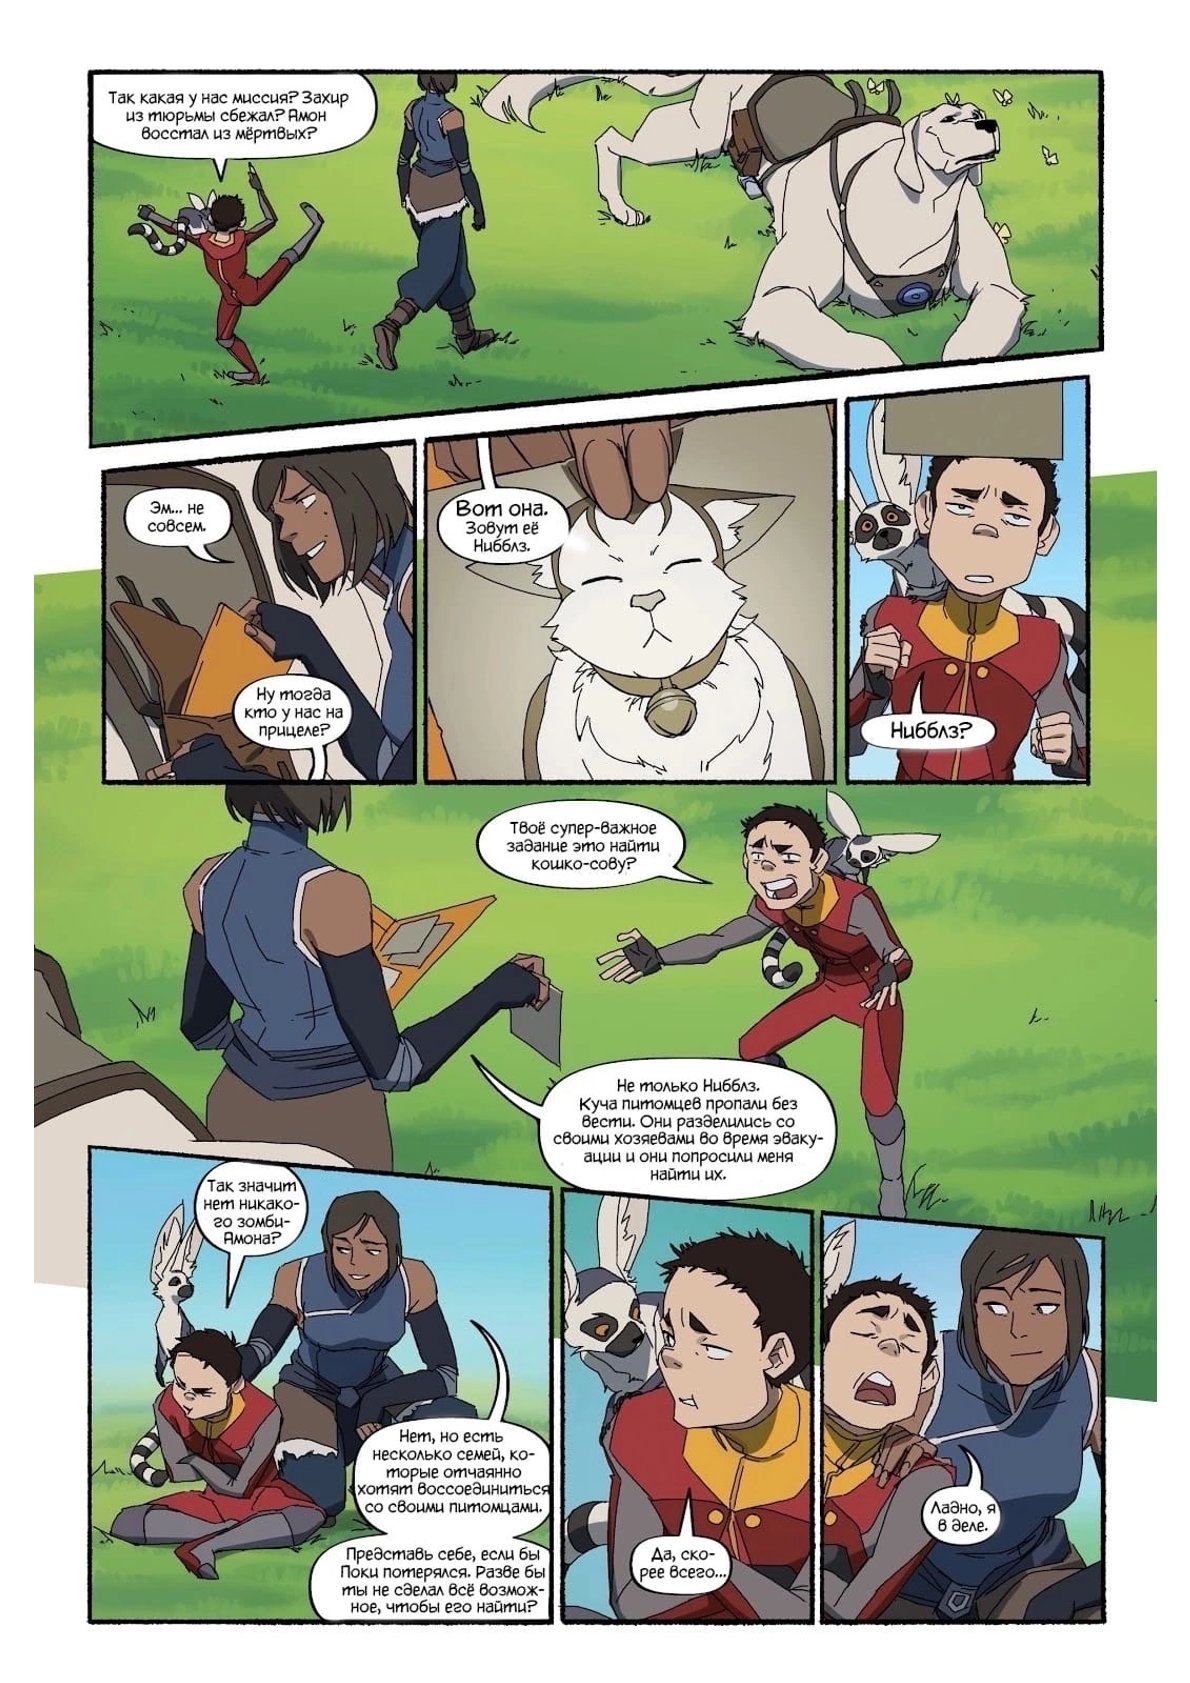 Так какая у нас миссия? Захир
из тюрьмы сбежал? Амон
восстал из мёртвых?
Эм... не
совсем.
Ну тогда
кто у нас на
прицеле?
Вот она.
Зовут её
Нибблз.
Нибблз?
Твоё супер-важное
задание это найти
кошко-сову?
Не только Нибблз.
Куча питомцев пропали без
вести. Они разделились со
своими хозяевами во время эваку-
ации и они попросили меня
найти их.
Так значит
нет никако-
го зомби-
Амона?
Нет, но есть
несколько семей, ко-
торые отчаянно
хотят воссоединиться
со своими питомцами.
Представь себе, если бы
Поки потерялся. Разве бы
ты не сделал всё возмож-
ное, чтобы его найти?
Да, ско-
рее всего...
Ладно, я
в деле.